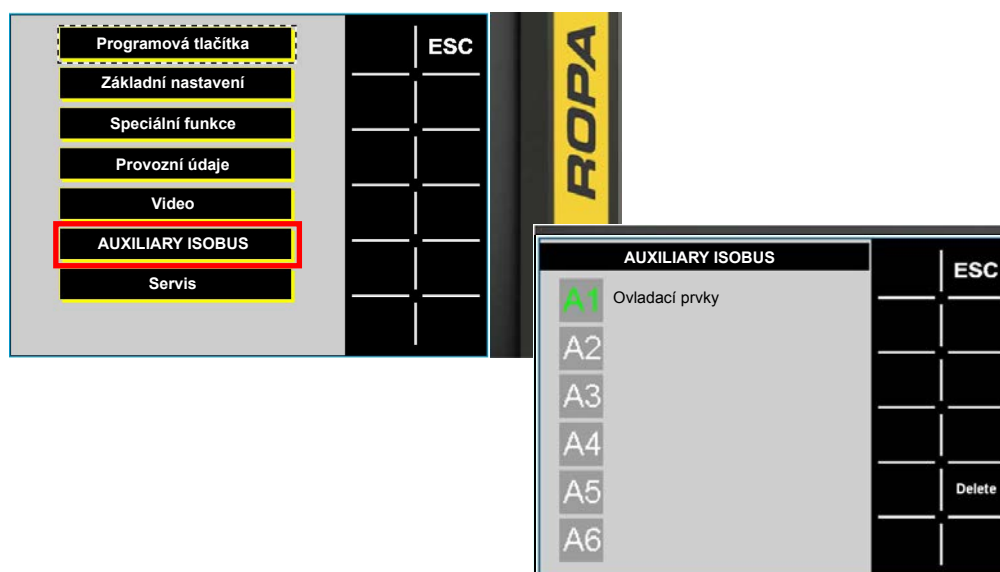 Programová tlačítka
ESC
Základní nastavení
Speciální funkce
Provozní údaje
Video
AUXILIARY ISOBUS
Servis
ROPA
AUXILIARY ISOBUS
ESC
A1 Ovladací prvky
A2
A3
A4
A5
Delete
A6